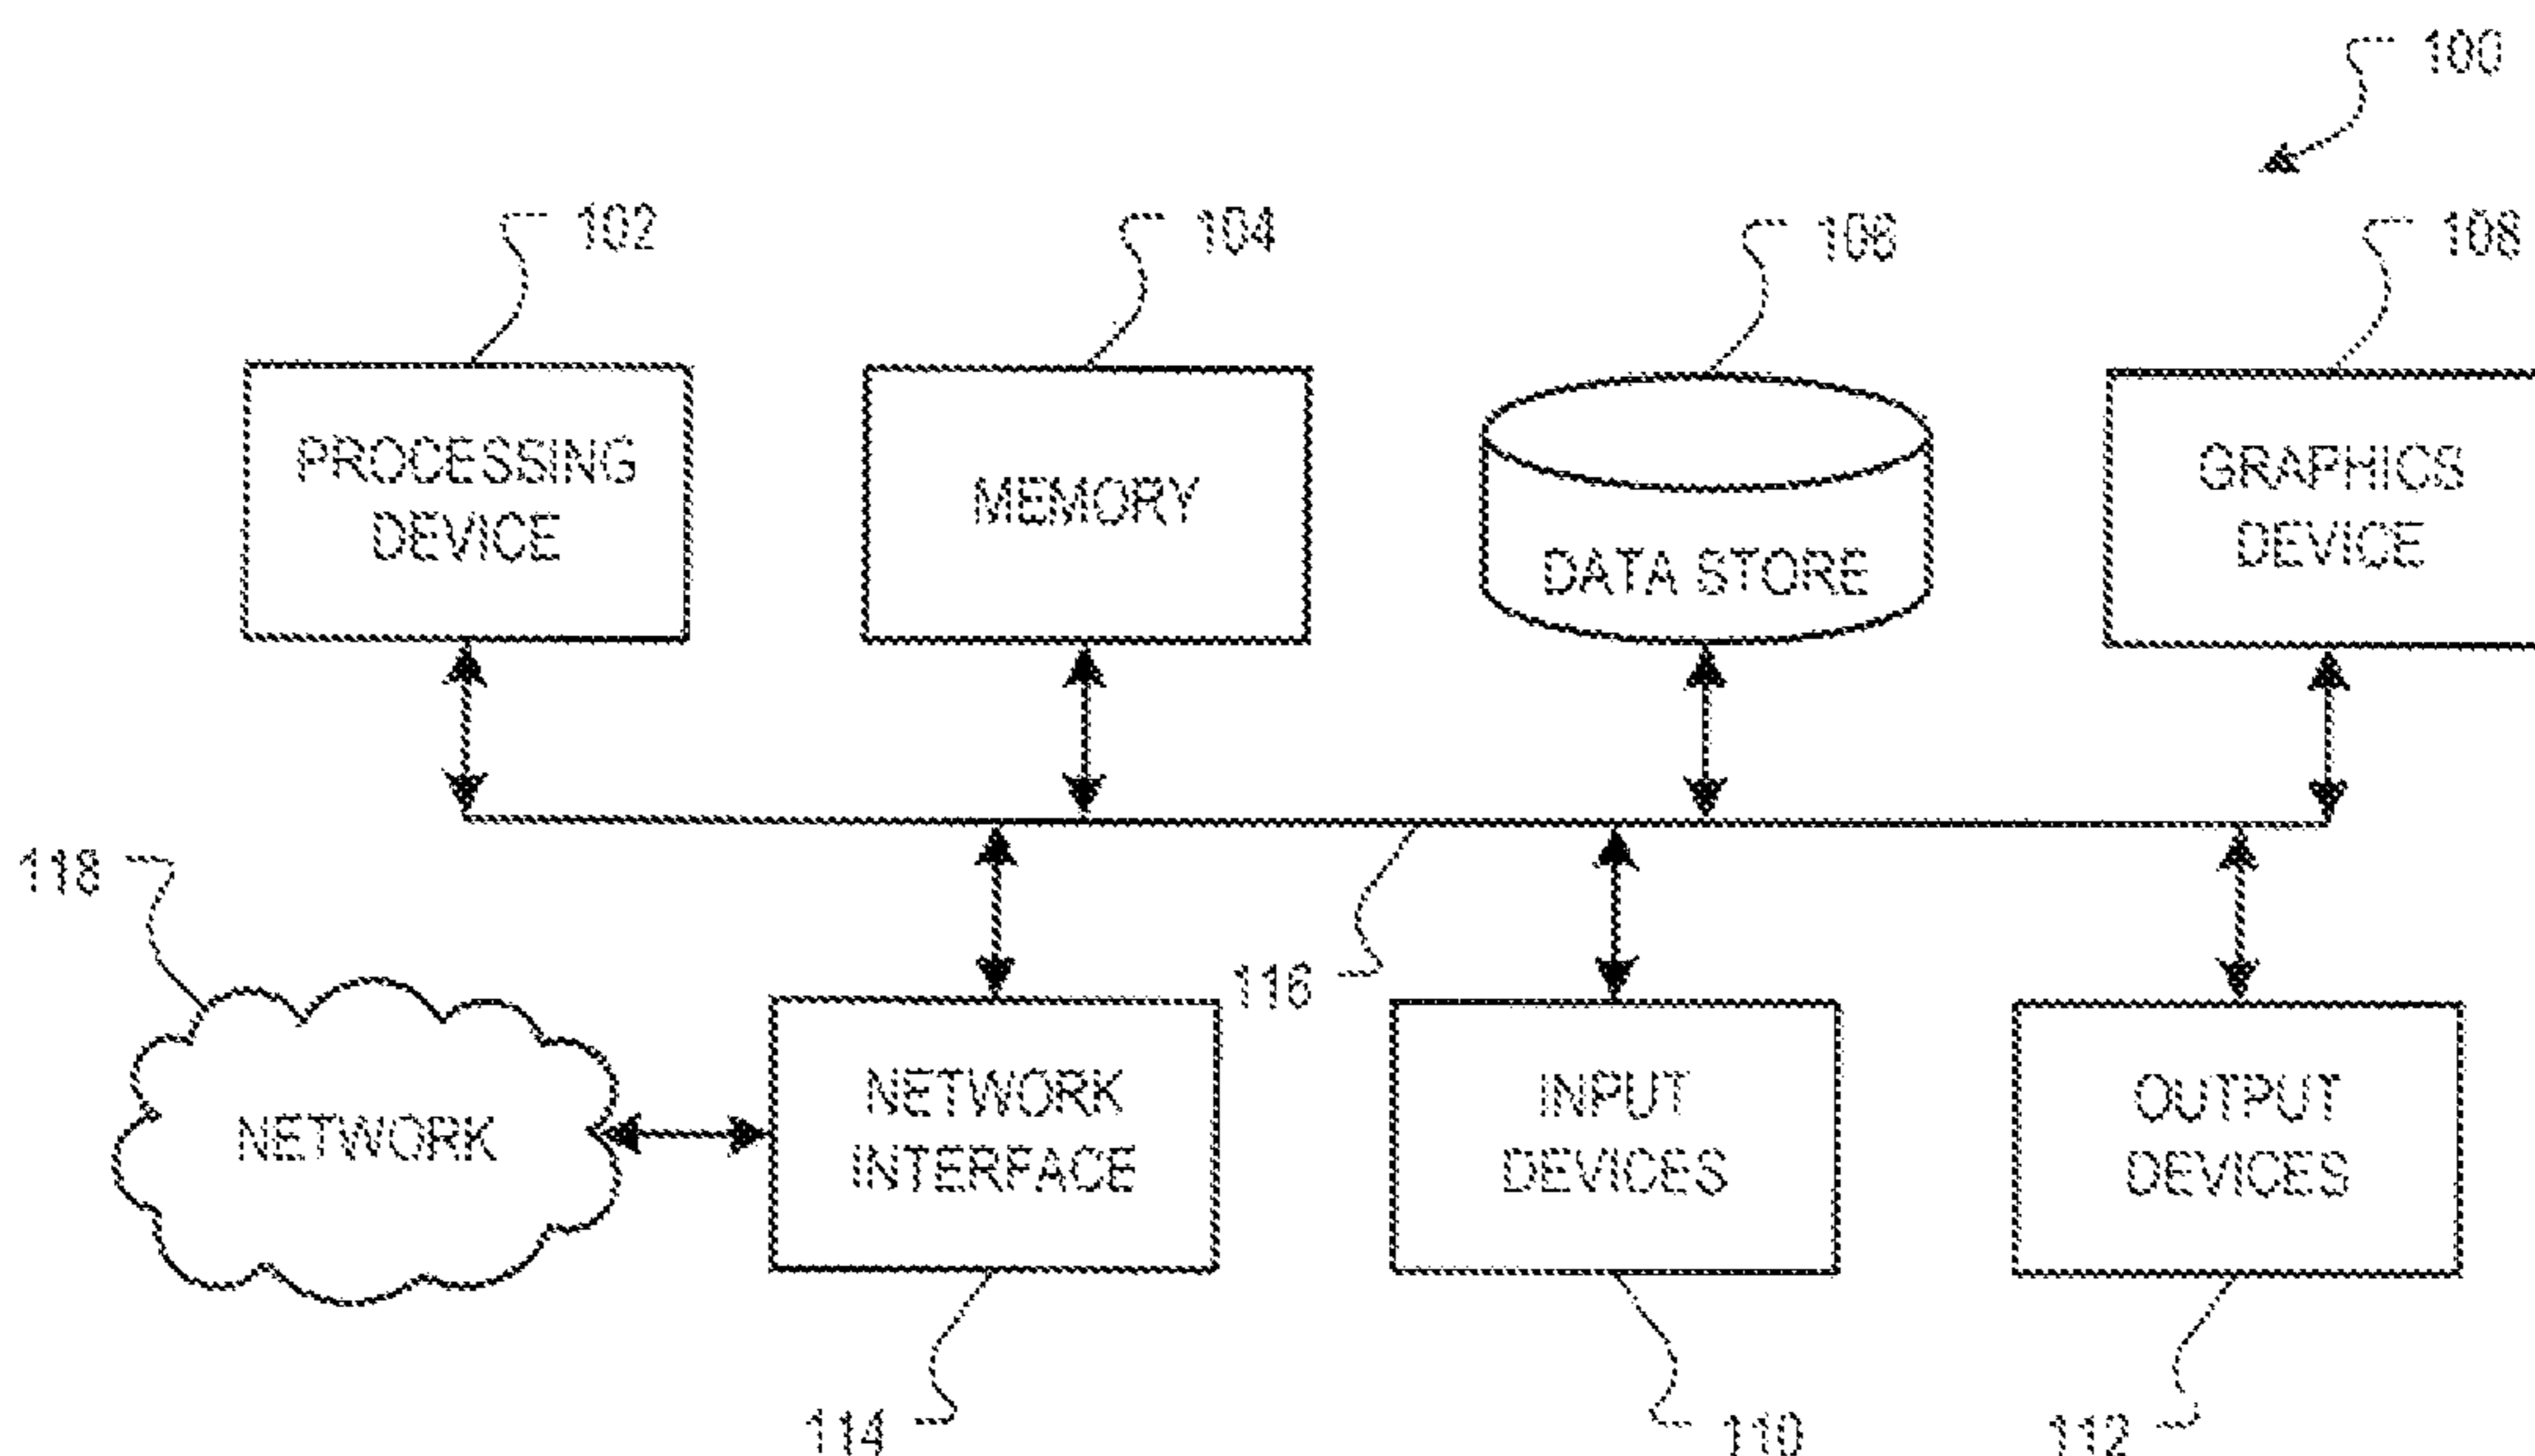 100
102
104
106
108
PROCESSING
DEVICE
MEMORY
DATA STORE
GRAPHICS
DEVICE
118
116
NETWORK
NETWORK
INTERFACE
INPUT
DEVICES
OUTPUT
DEVICES
114
110
112